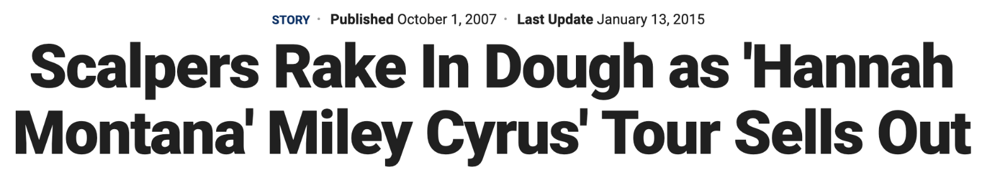 STORY · Published October 1, 2007 · Last Update January 13, 2015
Scalpers Rake In Dough as 'Hannah
Montana' Miley Cyrus' Tour Sells Out